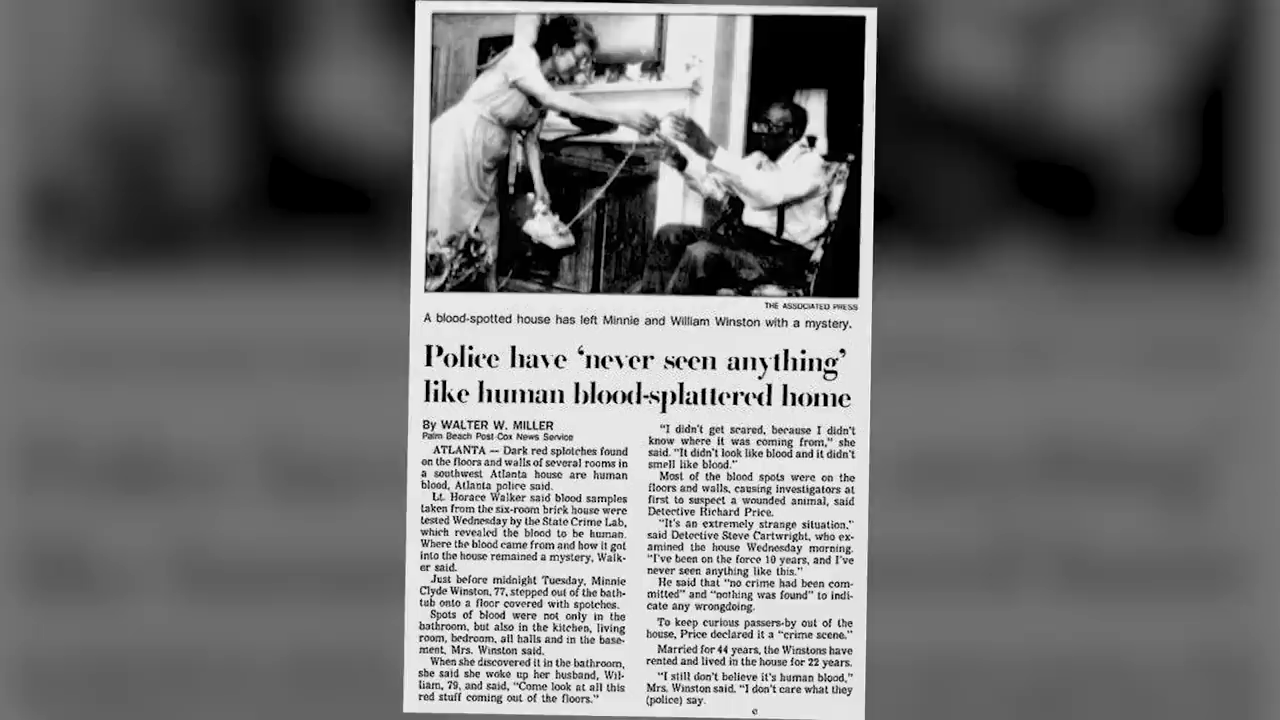 THE ASSOCIATED PRESS
A blood-spotted house has left Minnie and William Winston with a mystery.
Police have ‘never seen anything’
like human blood-splattered home
By WALTER W. MILLER
Palm Beach Post-Cox News Service
ATLANTA — Dark red splotches found
on the floors and walls of several rooms in
a southwest Atlanta house are human
blood, Atlanta police said.
Lt. Horace Walker said blood samples
taken from the six-room brick house were
tested Wednesday by the State Crime Lab,
which revealed the blood to be human.
Where the blood came from and how it got
into the house remained a mystery, Walk-
er said.
Just before midnight Tuesday, Minnie
Clyde Winston, 77, stepped out of the bath-
tub onto a floor covered with spotches.
Spots of blood were not only in the
bathroom, but also in the kitchen, living
room, bedroom, all halls and in the base-
ment, Mrs. Winston said.
When she discovered it in the bathroom,
she said she woke up her husband, Wil-
liam, 79, and said, “Come look at all this
red stuff coming out of the floors.”
“I didn’t get scared, because I didn’t
know where it was coming from,” she
said. “It didn’t look like blood and it didn’t
smell like blood.”
Most of the blood spots were on the
floors and walls, causing investigators at
first to suspect a wounded animal, said
Detective Richard Price.
“It’s an extremely strange situation,”
said Detective Steve Cartwright, who ex-
amined the house Wednesday morning.
“I’ve been on the force 10 years, and I’ve
never seen anything like this.”
He said that “no crime had been com-
mitted” and “nothing was found” to indi-
cate any wrongdoing.
To keep curious passers-by out of the
house, Price declared it a “crime scene.”
Married for 44 years, the Winstons have
rented and lived in the house for 22 years.
“I still don’t believe it’s human blood,”
Mrs. Winston said. “I don’t care what they
(police) say.